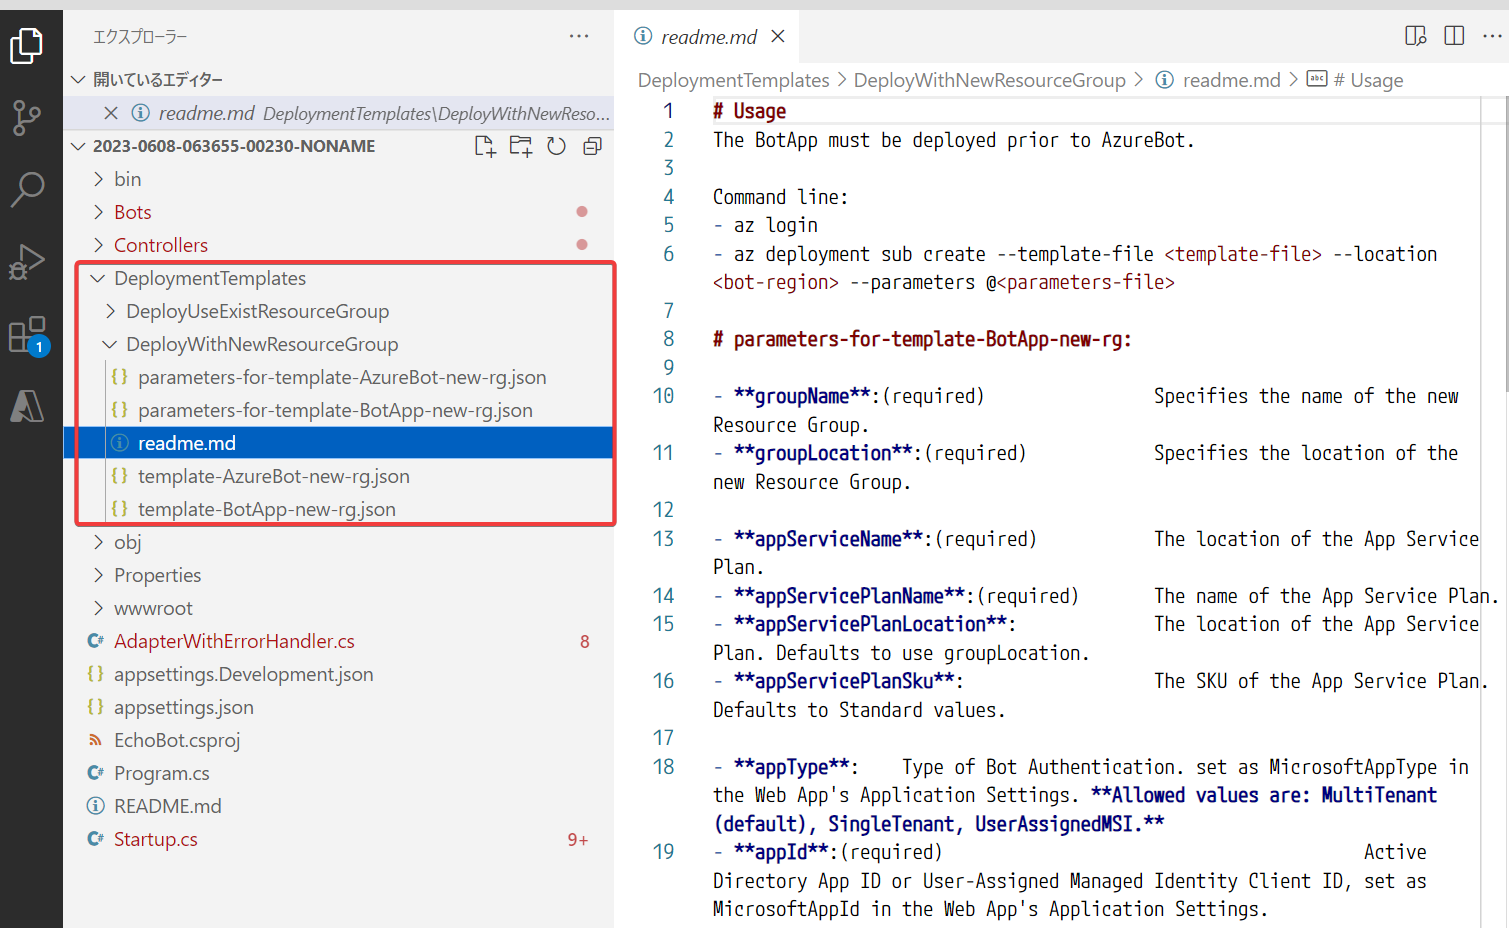 エクスプローラー
開いているエディター
readme.md DeploymentTemplates\DeployWithNewReso...
2023-0608-063655-00230-NONAME
bin
Bots
Controllers
DeploymentTemplates
DeployUseExistResourceGroup
DeployWithNewResourceGroup
{} parameters-for-template-AzureBot-new-rg.json
{} parameters-for-template-BotApp-new-rg.json
readme.md
{} template-AzureBot-new-rg.json
{} template-BotApp-new-rg.json
obj
Properties
wwwroot
C# AdapterWithErrorHandler.cs 8
{} appsettings.Development.json
{} appsettings.json
EchoBot.csproj
C# Program.cs
README.md
C# Startup.cs 9+
1
readme.md
DeploymentTemplates > DeployWithNewResourceGroup > readme.md > abc # Usage
1 # Usage
2 The BotApp must be deployed prior to AzureBot.
3
4 Command line:
5 - az login
6 - az deployment sub create --template-file <template-file> --location
<bot-region> --parameters @<parameters-file>
7
8 # parameters-for-template-BotApp-new-rg:
9
10 - **groupName**:(required) Specifies the name of the new
Resource Group.
11 - **groupLocation**:(required) Specifies the location of the
new Resource Group.
12
13 - **appServiceName**:(required) The location of the App Service
Plan.
14 - **appServicePlanName**:(required) The name of the App Service Plan.
15 - **appServicePlanLocation**: The location of the App Service
Plan. Defaults to use groupLocation.
16 - **appServicePlanSku**: The SKU of the App Service Plan.
Defaults to Standard values.
17
18 - **appType**: Type of Bot Authentication. set as MicrosoftAppType in
the Web App's Application Settings. **Allowed values are: MultiTenant
(default), SingleTenant, UserAssignedMSI.**
19 - **appId**:(required) Active
Directory App ID or User-Assigned Managed Identity Client ID, set as
MicrosoftAppId in the Web App's Application Settings.